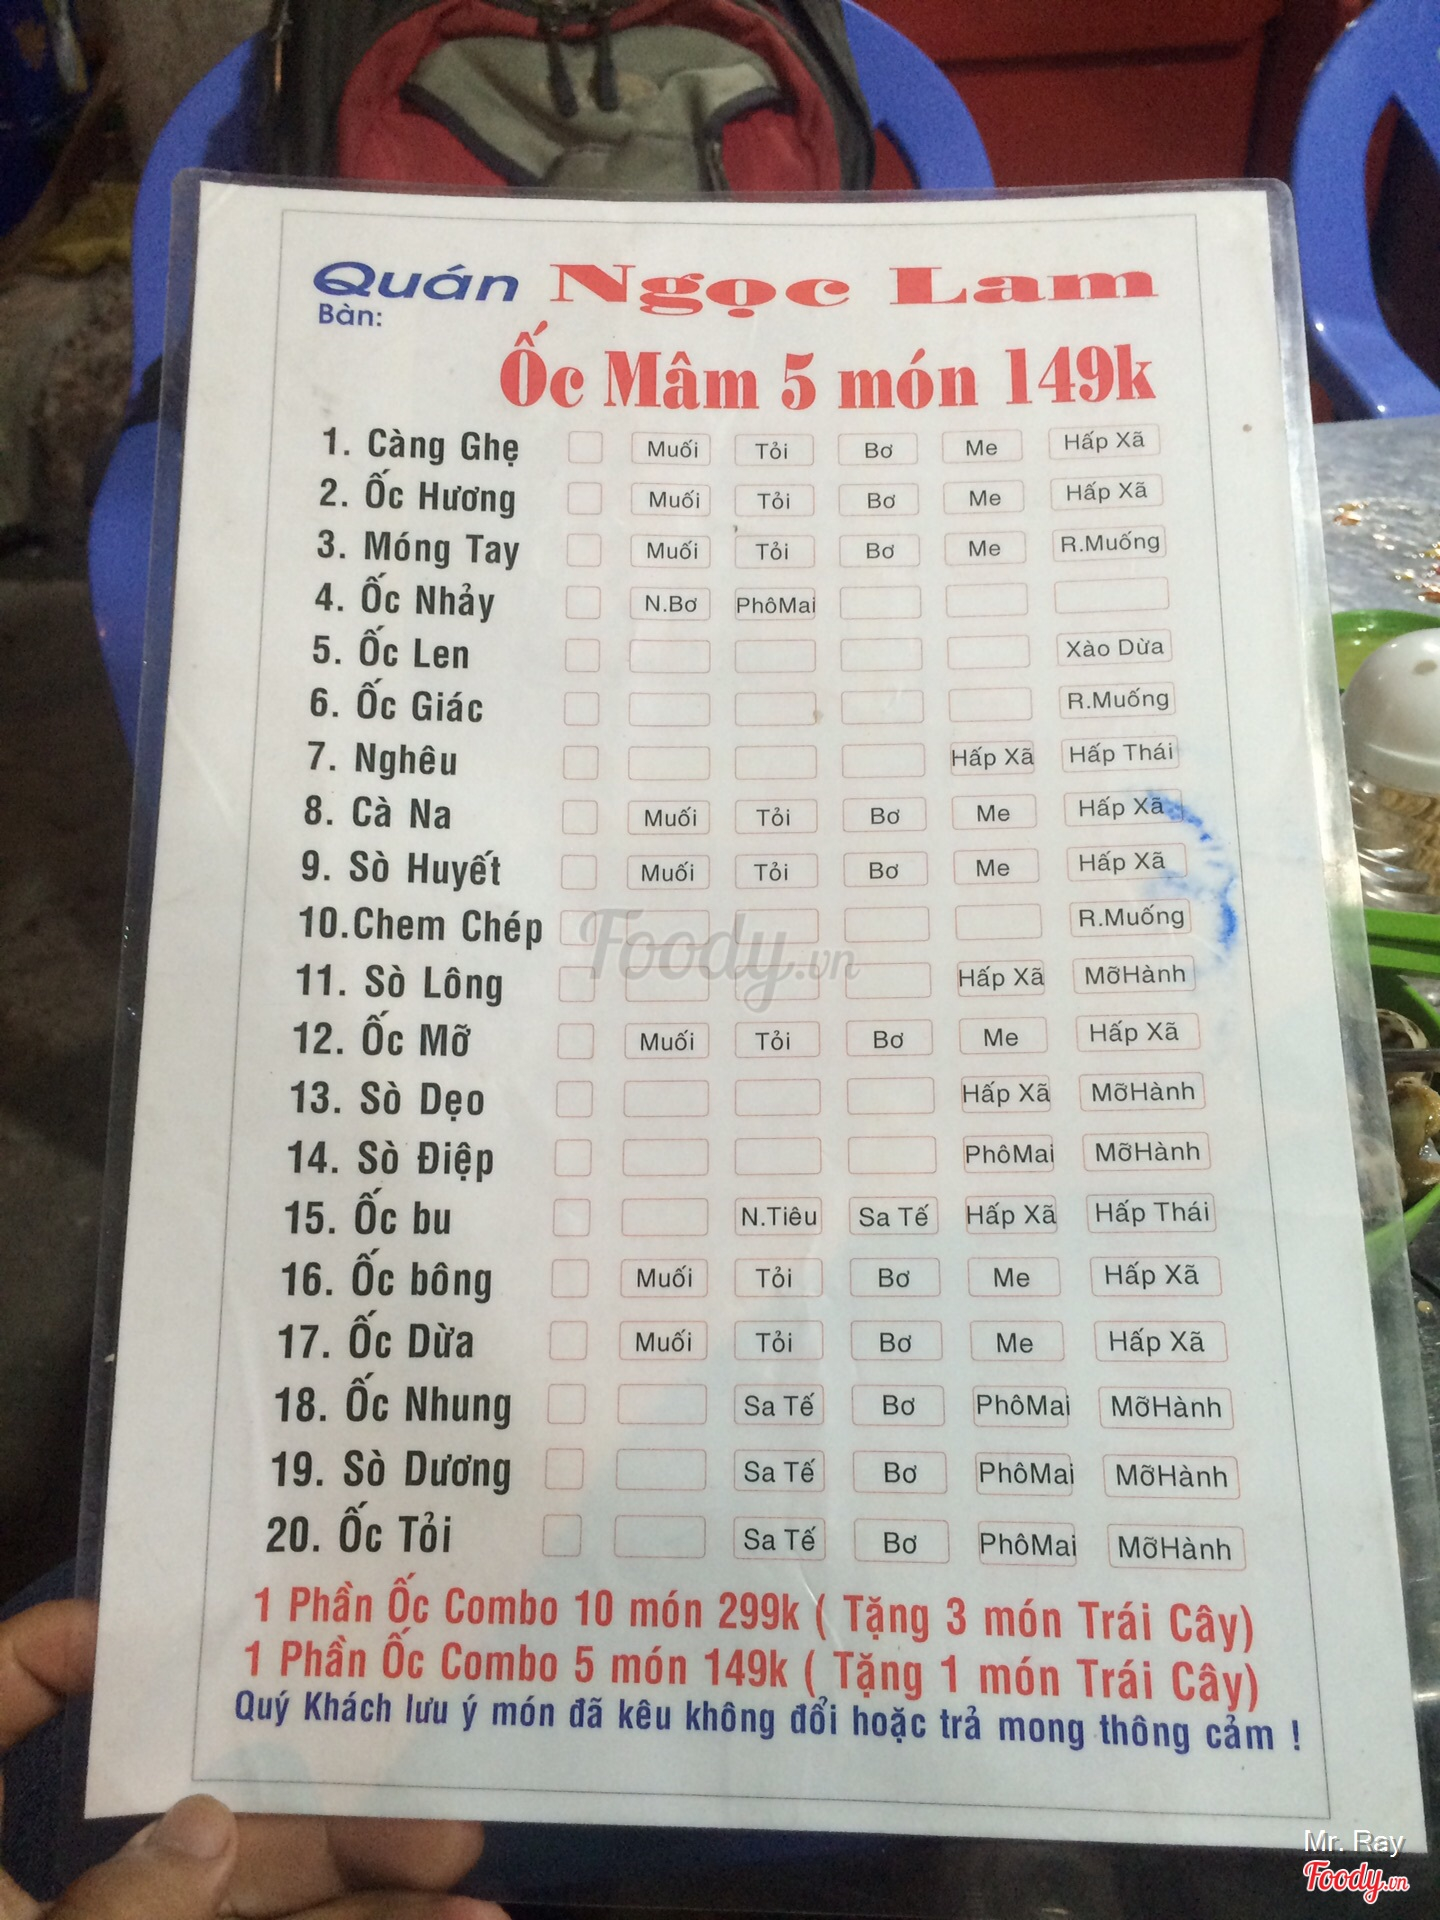 Quán Ngọc Lam
Bàn:
Ốc Mâm 5 món 149k
1. Càng Ghẹ Muối Tỏi Bơ Me Hấp Xã
2. Ốc Hương Muối Tỏi Bơ Me Hấp Xã
3. Móng Tay Muối Tỏi Bơ Me R.Muống
4. Ốc Nhảy N.Bơ PhôMai
5. Ốc Len Xào Dừa
6. Ốc Giác R.Muống
7. Nghêu Hấp Xã Hấp Thái
8. Cà Na Muối Tỏi Bơ Me Hấp Xã
9. Sò Huyết Muối Tỏi Bơ Me Hấp Xã
10.Chem Chép R.Muống
11. Sò Lông Hấp Xã MỡHành
12. Ốc Mỡ Muối Tỏi Bơ Me Hấp Xã
13. Sò Dẹo Hấp Xã MỡHành
14. Sò Điệp PhôMai MỡHành
15. Ốc bu N.Tiêu Sa Tế Hấp Xã Hấp Thái
16. Ốc bông Muối Tỏi Bơ Me Hấp Xã
17. Ốc Dừa Muối Tỏi Bơ Me Hấp Xã
18. Ốc Nhung Sa Tế Bơ PhôMai MỡHành
19. Sò Dương Sa Tế Bơ PhôMai MỡHành
20. Ốc Tỏi Sa Tế Bơ PhôMai MỡHành
1 Phần Ốc Combo 10 món 299k ( Tặng 3 món Trái Cây)
1 Phần Ốc Combo 5 món 149k ( Tặng 1 món Trái Cây)
Quý Khách lưu ý món đã kêu không đổi hoặc trả mong thông cảm !
Foody.vn
Mr. Ray
Foody.vn